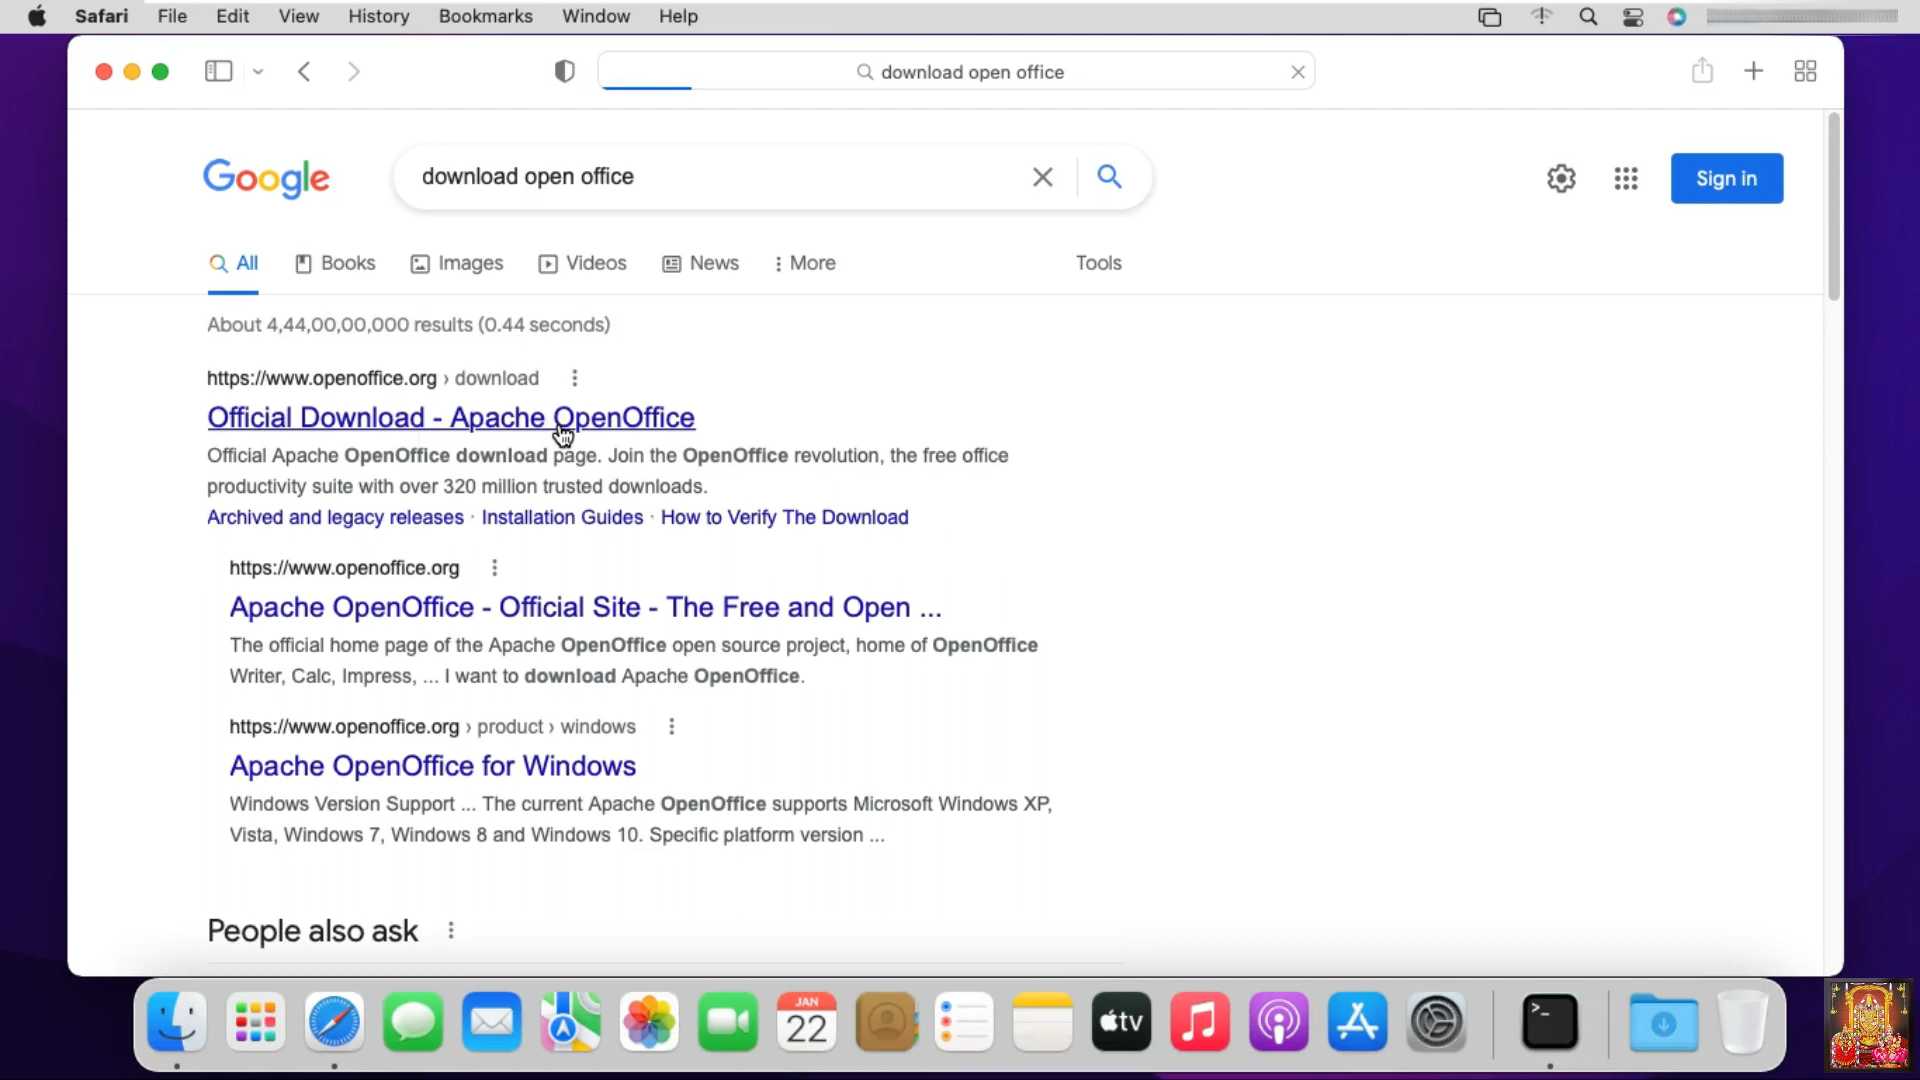 Safari File Edit View History Bookmarks Window Help
download open office
Google
download open office
Sign in
All Books Images Videos News More Tools
About 4,44,00,00,000 results (0.44 seconds)
https://www.openoffice.org › download
Official Download - Apache OpenOffice
Official Apache OpenOffice download page. Join the OpenOffice revolution, the free office
productivity suite with over 320 million trusted downloads.
Archived and legacy releases · Installation Guides · How to Verify The Download
https://www.openoffice.org
Apache OpenOffice - Official Site - The Free and Open ...
The official home page of the Apache OpenOffice open source project, home of OpenOffice
Writer, Calc, Impress, ... I want to download Apache OpenOffice.
https://www.openoffice.org › product › windows
Apache OpenOffice for Windows
Windows Version Support ... The current Apache OpenOffice supports Microsoft Windows XP,
Vista, Windows 7, Windows 8 and Windows 10. Specific platform version ...
People also ask
JAN
22
tv
>_